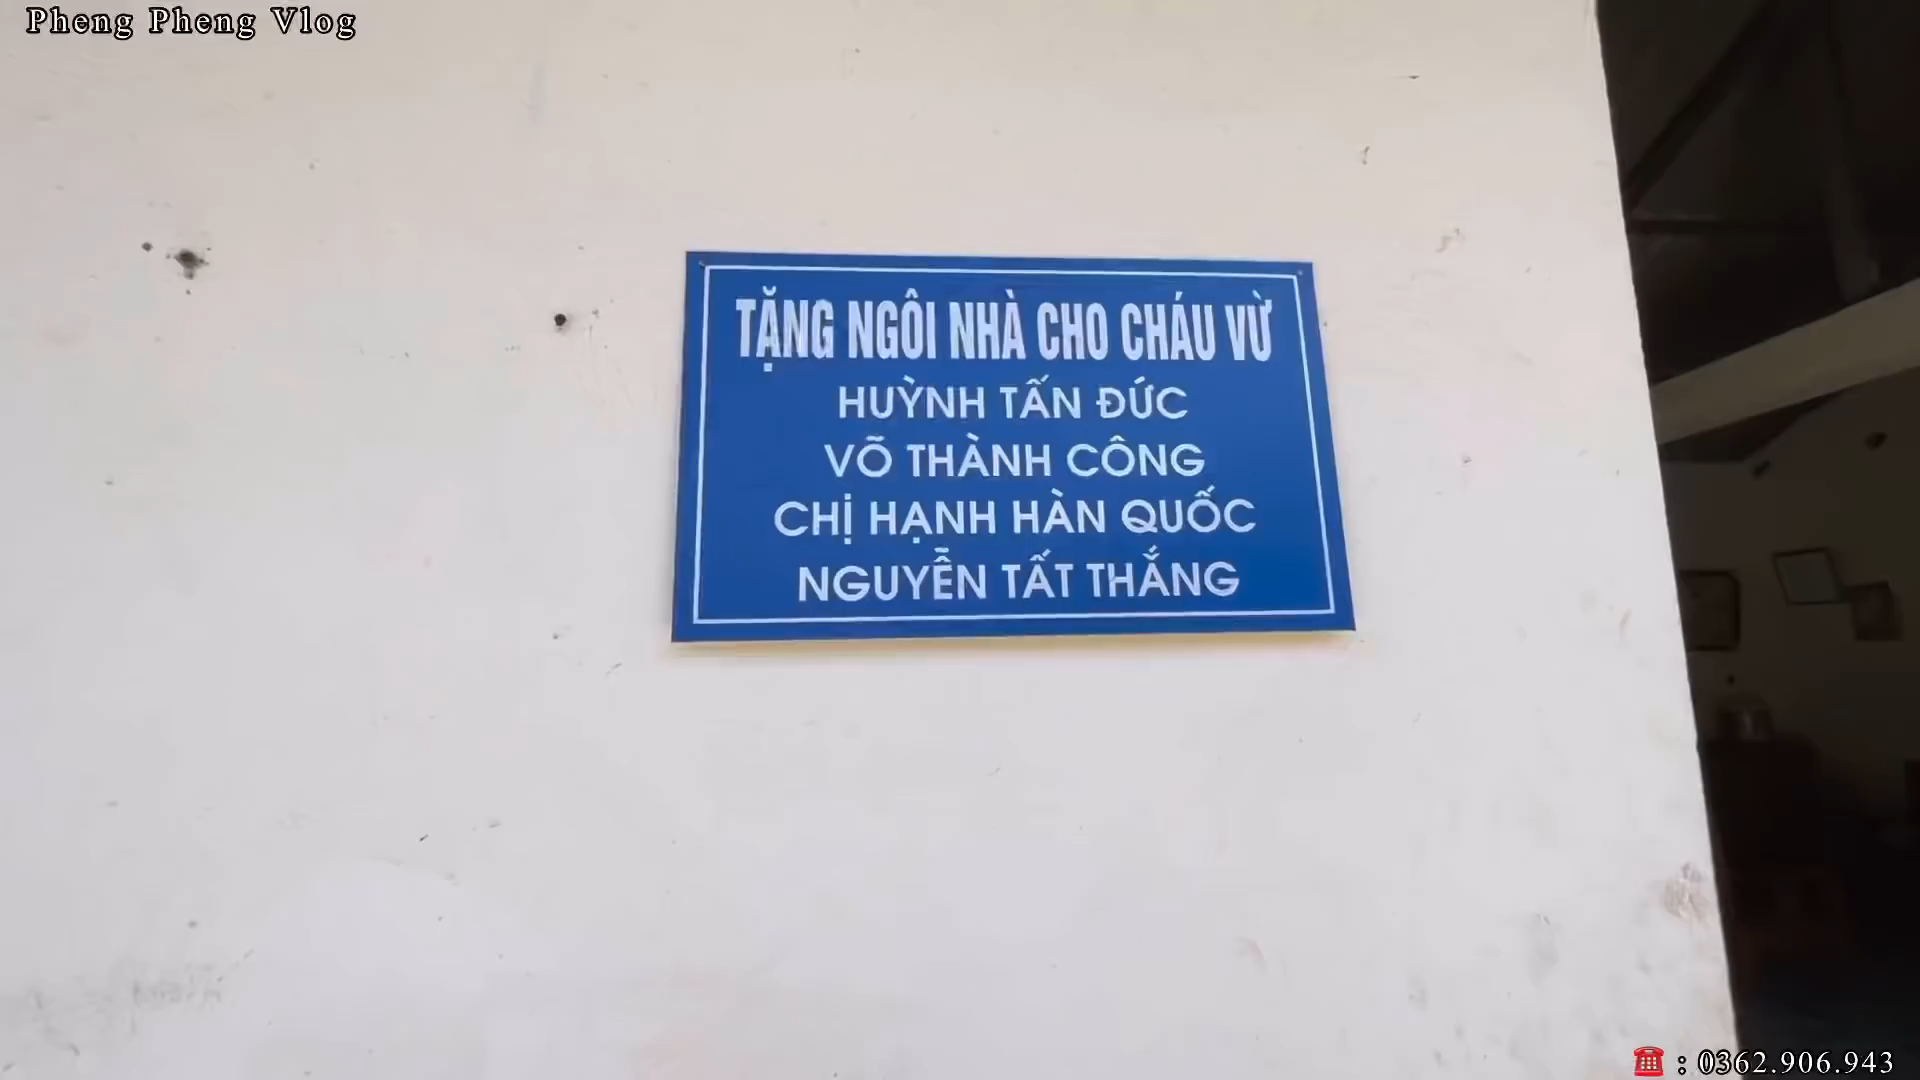 Pheng Pheng Vlog
TẶNG NGÔI NHÀ CHO CHÁU VỪ
HUỲNH TẤN ĐỨC
VÕ THÀNH CÔNG
CHỊ HẠNH HÀN QUỐC
NGUYỄN TẤT THẮNG
☎ : 0362.906.943